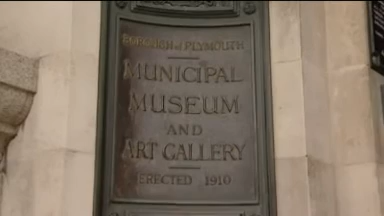 BOROUGH of PLYMOUTH
MUNICIPAL
MUSEUM
AND
ART GALLERY
ERECTED 1910